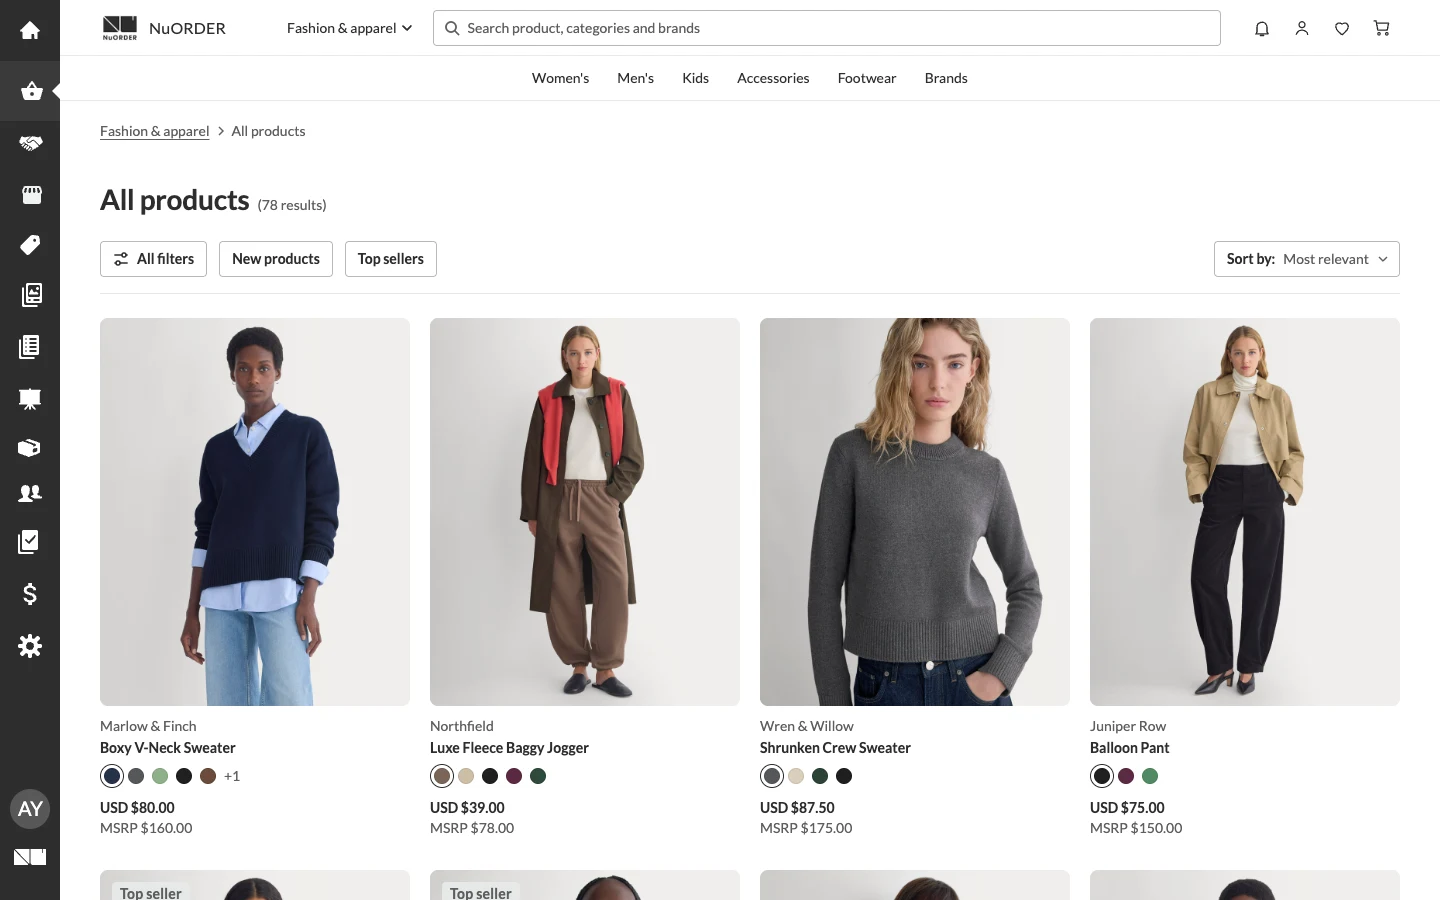 NuORDER
NuORDER
Fashion & apparel
Search product, categories and brands
Women's
Men's
Kids
Accessories
Footwear
Brands
Fashion & apparel
All products
All products (78 results)
All filters
New products
Top sellers
Sort by: Most relevant
Marlow & Finch
Boxy V-Neck Sweater
+1
USD $80.00
MSRP $160.00
Northfield
Luxe Fleece Baggy Jogger
USD $39.00
MSRP $78.00
Wren & Willow
Shrunken Crew Sweater
USD $87.50
MSRP $175.00
Juniper Row
Balloon Pant
USD $75.00
MSRP $150.00
Top seller
Top seller
AY